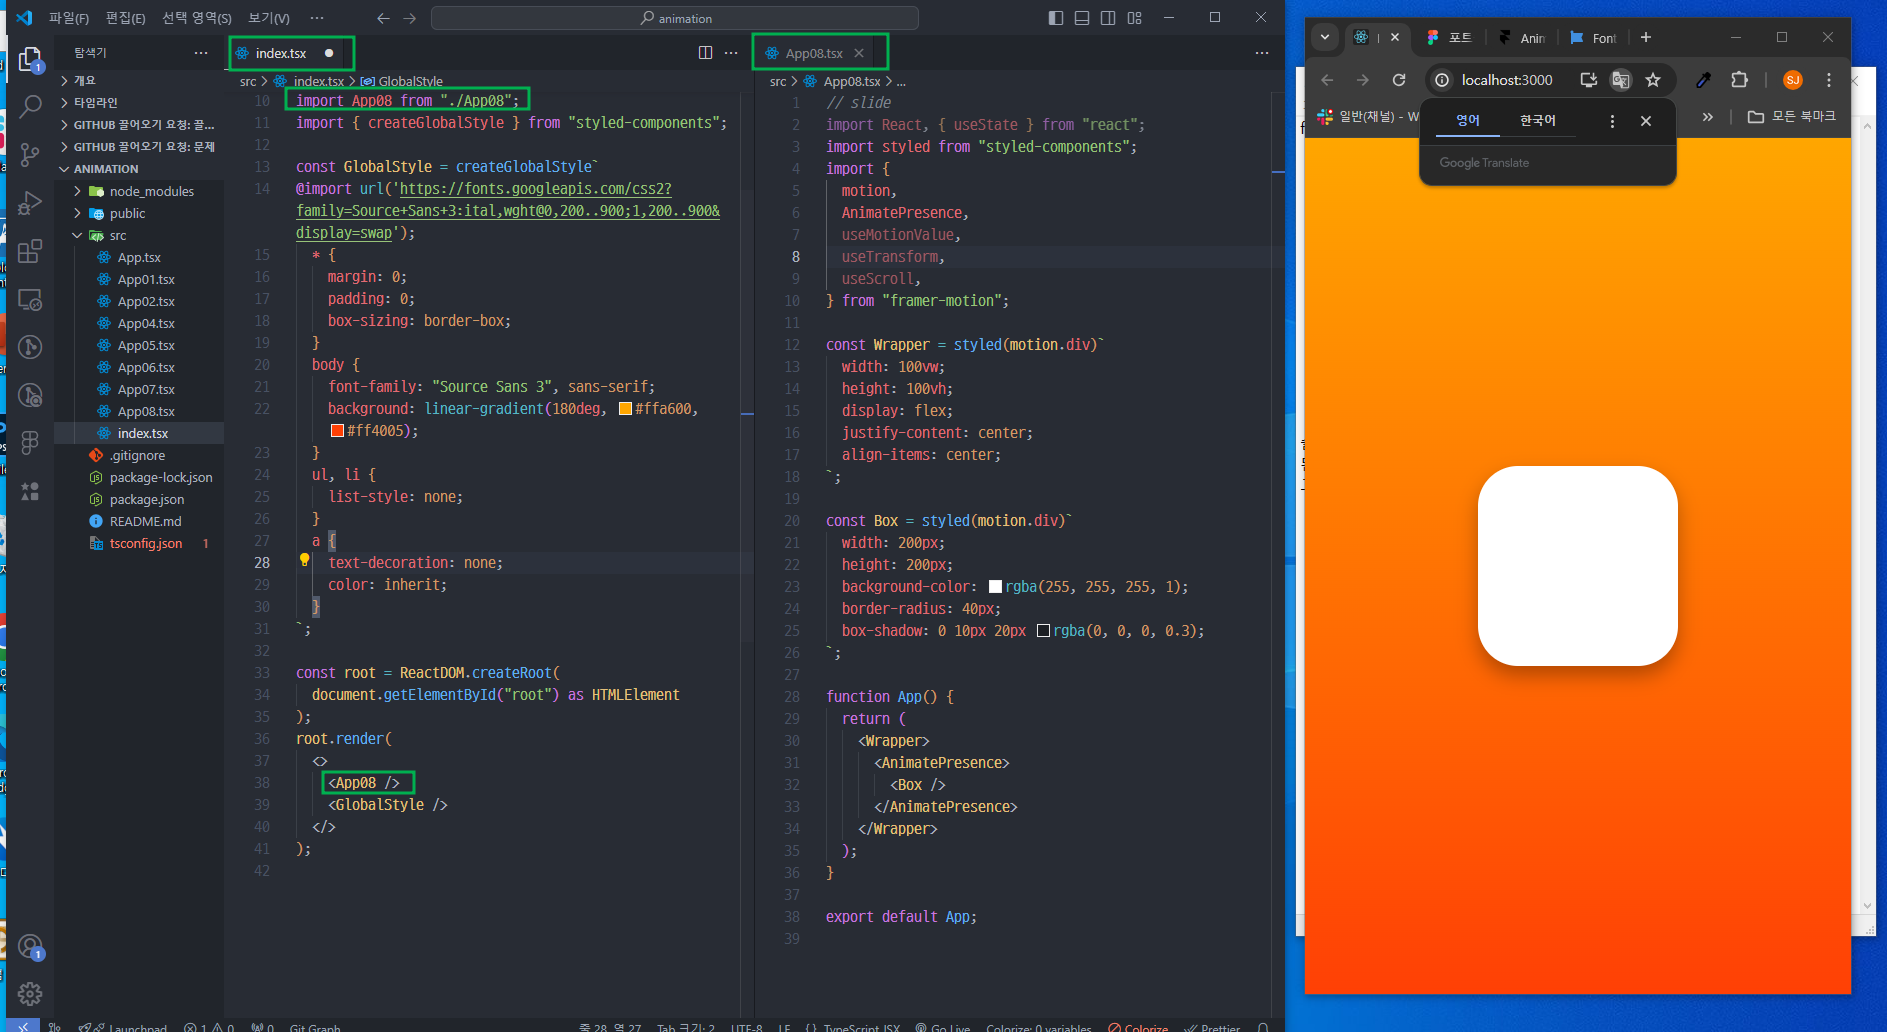 파일(F) 편집(E) 선택 영역(S) 보기(V) ···
animation
탐색기 ···
개요
타임라인
GITHUB 끌어오기 요청: 끌...
GITHUB 끌어오기 요청: 문제
ANIMATION
node_modules
public
src
App.tsx
App01.tsx
App02.tsx
App04.tsx
App05.tsx
App06.tsx
App07.tsx
App08.tsx
index.tsx
.gitignore
package-lock.json
package.json
README.md
tsconfig.json 1
1
1
index.tsx
src > index.tsx > GlobalStyle
10 import App08 from "./App08";
11 import { createGlobalStyle } from "styled-components";
12
13 const GlobalStyle = createGlobalStyle`
14 @import url('https://fonts.googleapis.com/css2?
family=Source+Sans+3:ital,wght@0,200..900;1,200..900&
display=swap');
15 * {
16 margin: 0;
17 padding: 0;
18 box-sizing: border-box;
19 }
20 body {
21 font-family: "Source Sans 3", sans-serif;
22 background: linear-gradient(180deg, #ffa600,
#ff4005);
23 }
24 ul, li {
25 list-style: none;
26 }
27 a {
28 text-decoration: none;
29 color: inherit;
30 }
31 `;
32
33 const root = ReactDOM.createRoot(
34 document.getElementById("root") as HTMLElement
35 );
36 root.render(
37 <>
38 <App08 />
39 <GlobalStyle />
40 </>
41 );
42
App08.tsx
src > App08.tsx > ...
1 // slide
2 import React, { useState } from "react";
3 import styled from "styled-components";
4 import {
5 motion,
6 AnimatePresence,
7 useMotionValue,
8 useTransform,
9 useScroll,
10 } from "framer-motion";
11
12 const Wrapper = styled(motion.div)`
13 width: 100vw;
14 height: 100vh;
15 display: flex;
16 justify-content: center;
17 align-items: center;
18 `;
19
20 const Box = styled(motion.div)`
21 width: 200px;
22 height: 200px;
23 background-color: rgba(255, 255, 255, 1);
24 border-radius: 40px;
25 box-shadow: 0 10px 20px rgba(0, 0, 0, 0.3);
26 `;
27
28 function App() {
29 return (
30 <Wrapper>
31 <AnimatePresence>
32 <Box />
33 </AnimatePresence>
34 </Wrapper>
35 );
36 }
37
38 export default App;
39
Launchpad 1 0 0 Git Graph
줄 28, 열 27 Tab 크기: 2 UTF-8 LF {} TypeScript JSX Go Live Colorize: 0 variables Colorize Prettier
포트 Anin Font
localhost:3000 SJ
일반(채널) - W 모든 북마크
영어 한국어
Google Translate